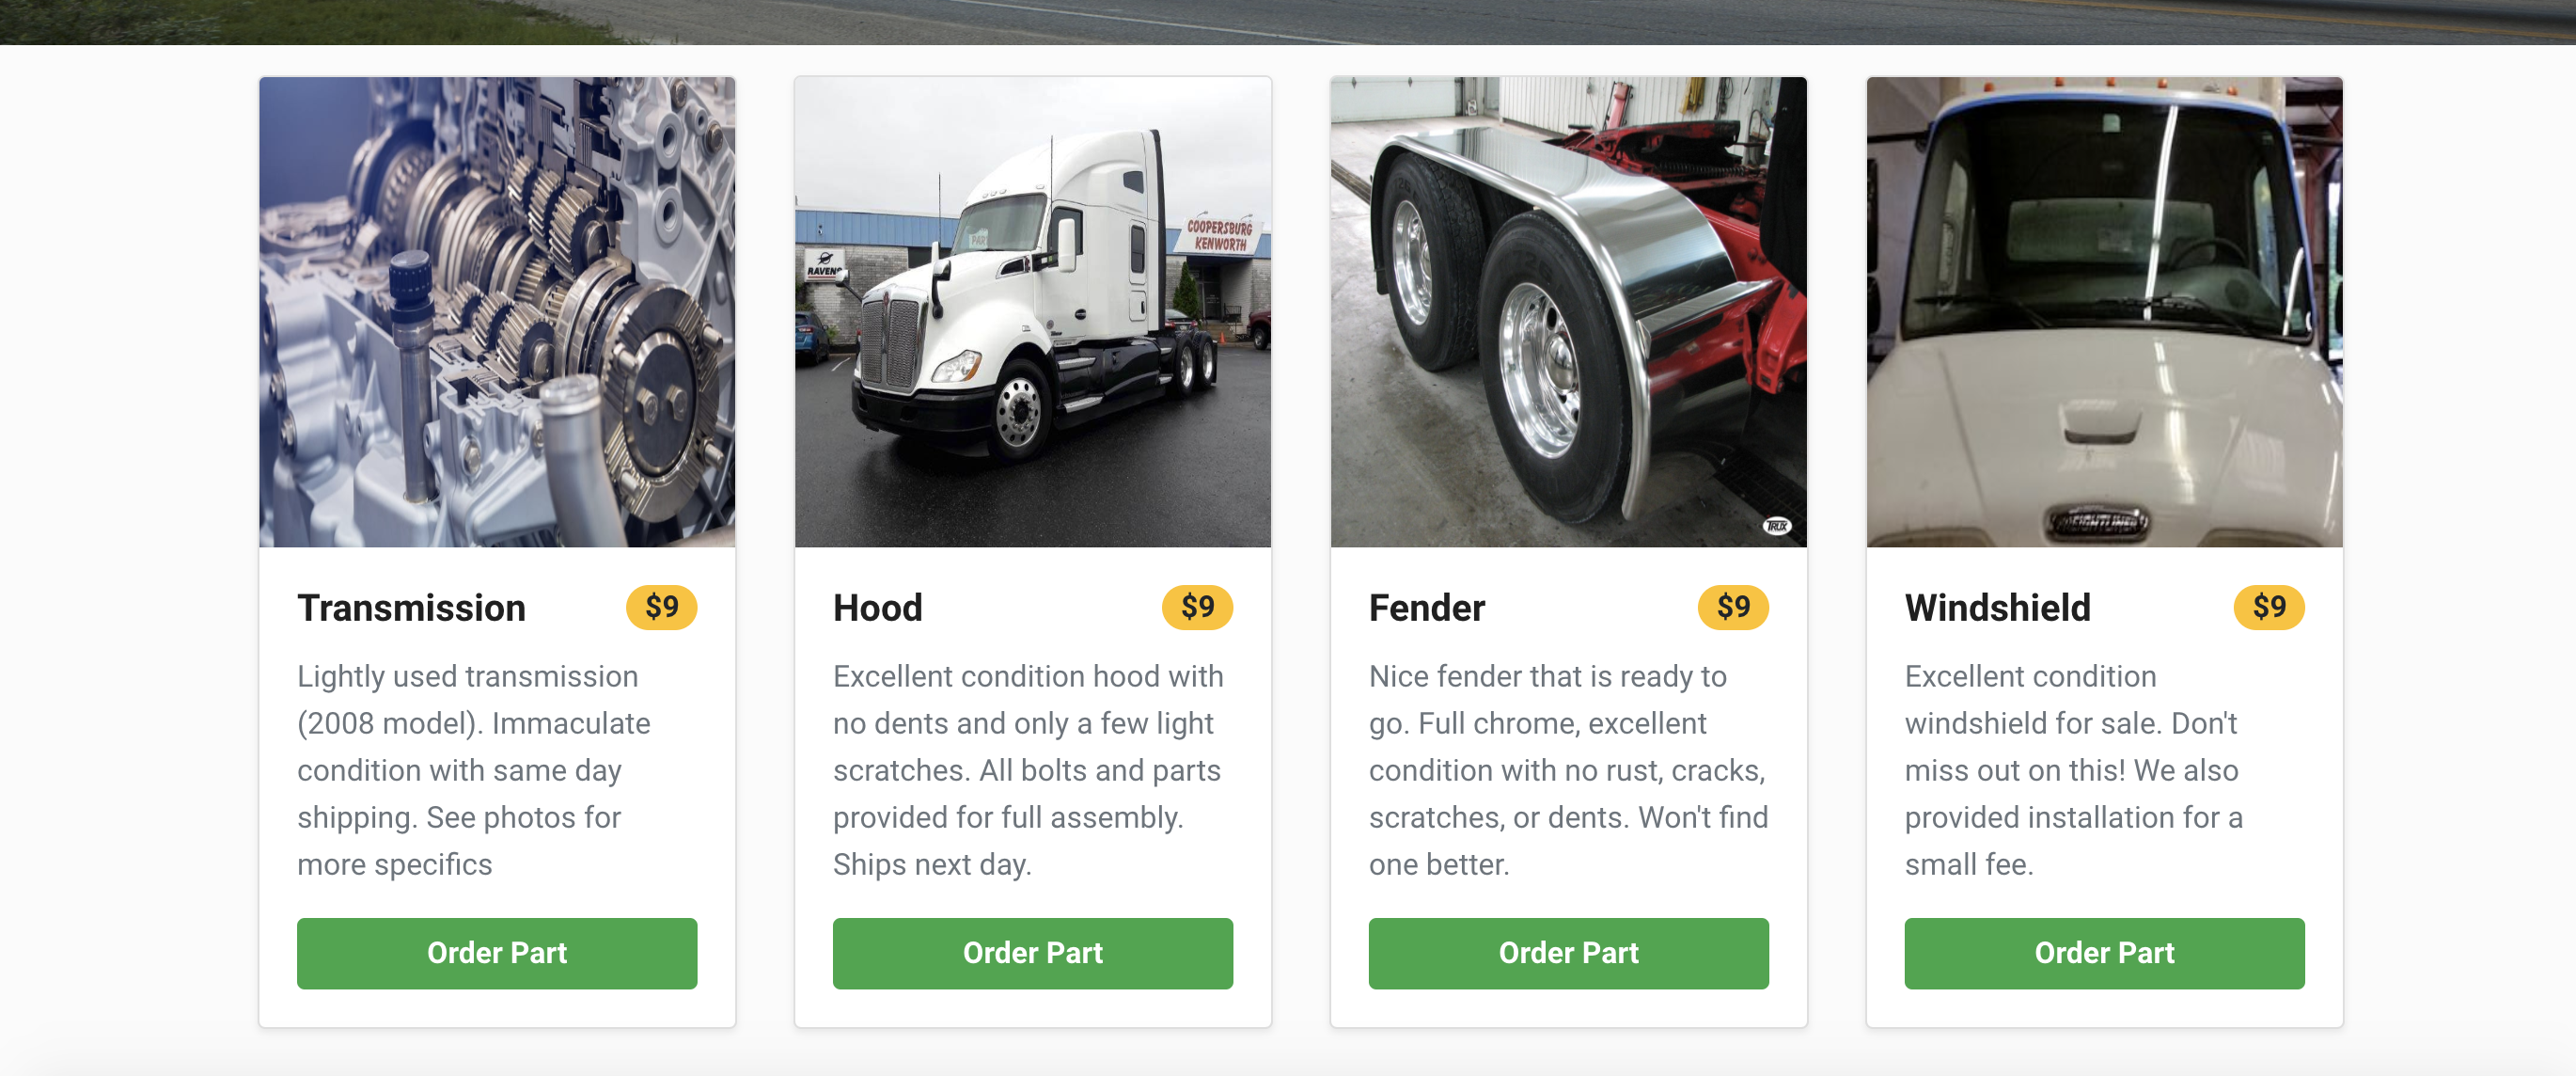 COOPERSBURG
KENWORTH
RAVENS
PARTS
TRUX
FREIGHTLINER
Transmission
$9
Lightly used transmission
(2008 model). Immaculate
condition with same day
shipping. See photos for
more specifics
Order Part
Hood
$9
Excellent condition hood with
no dents and only a few light
scratches. All bolts and parts
provided for full assembly.
Ships next day.
Order Part
Fender
$9
Nice fender that is ready to
go. Full chrome, excellent
condition with no rust, cracks,
scratches, or dents. Won't find
one better.
Order Part
Windshield
$9
Excellent condition
windshield for sale. Don't
miss out on this! We also
provided installation for a
small fee.
Order Part